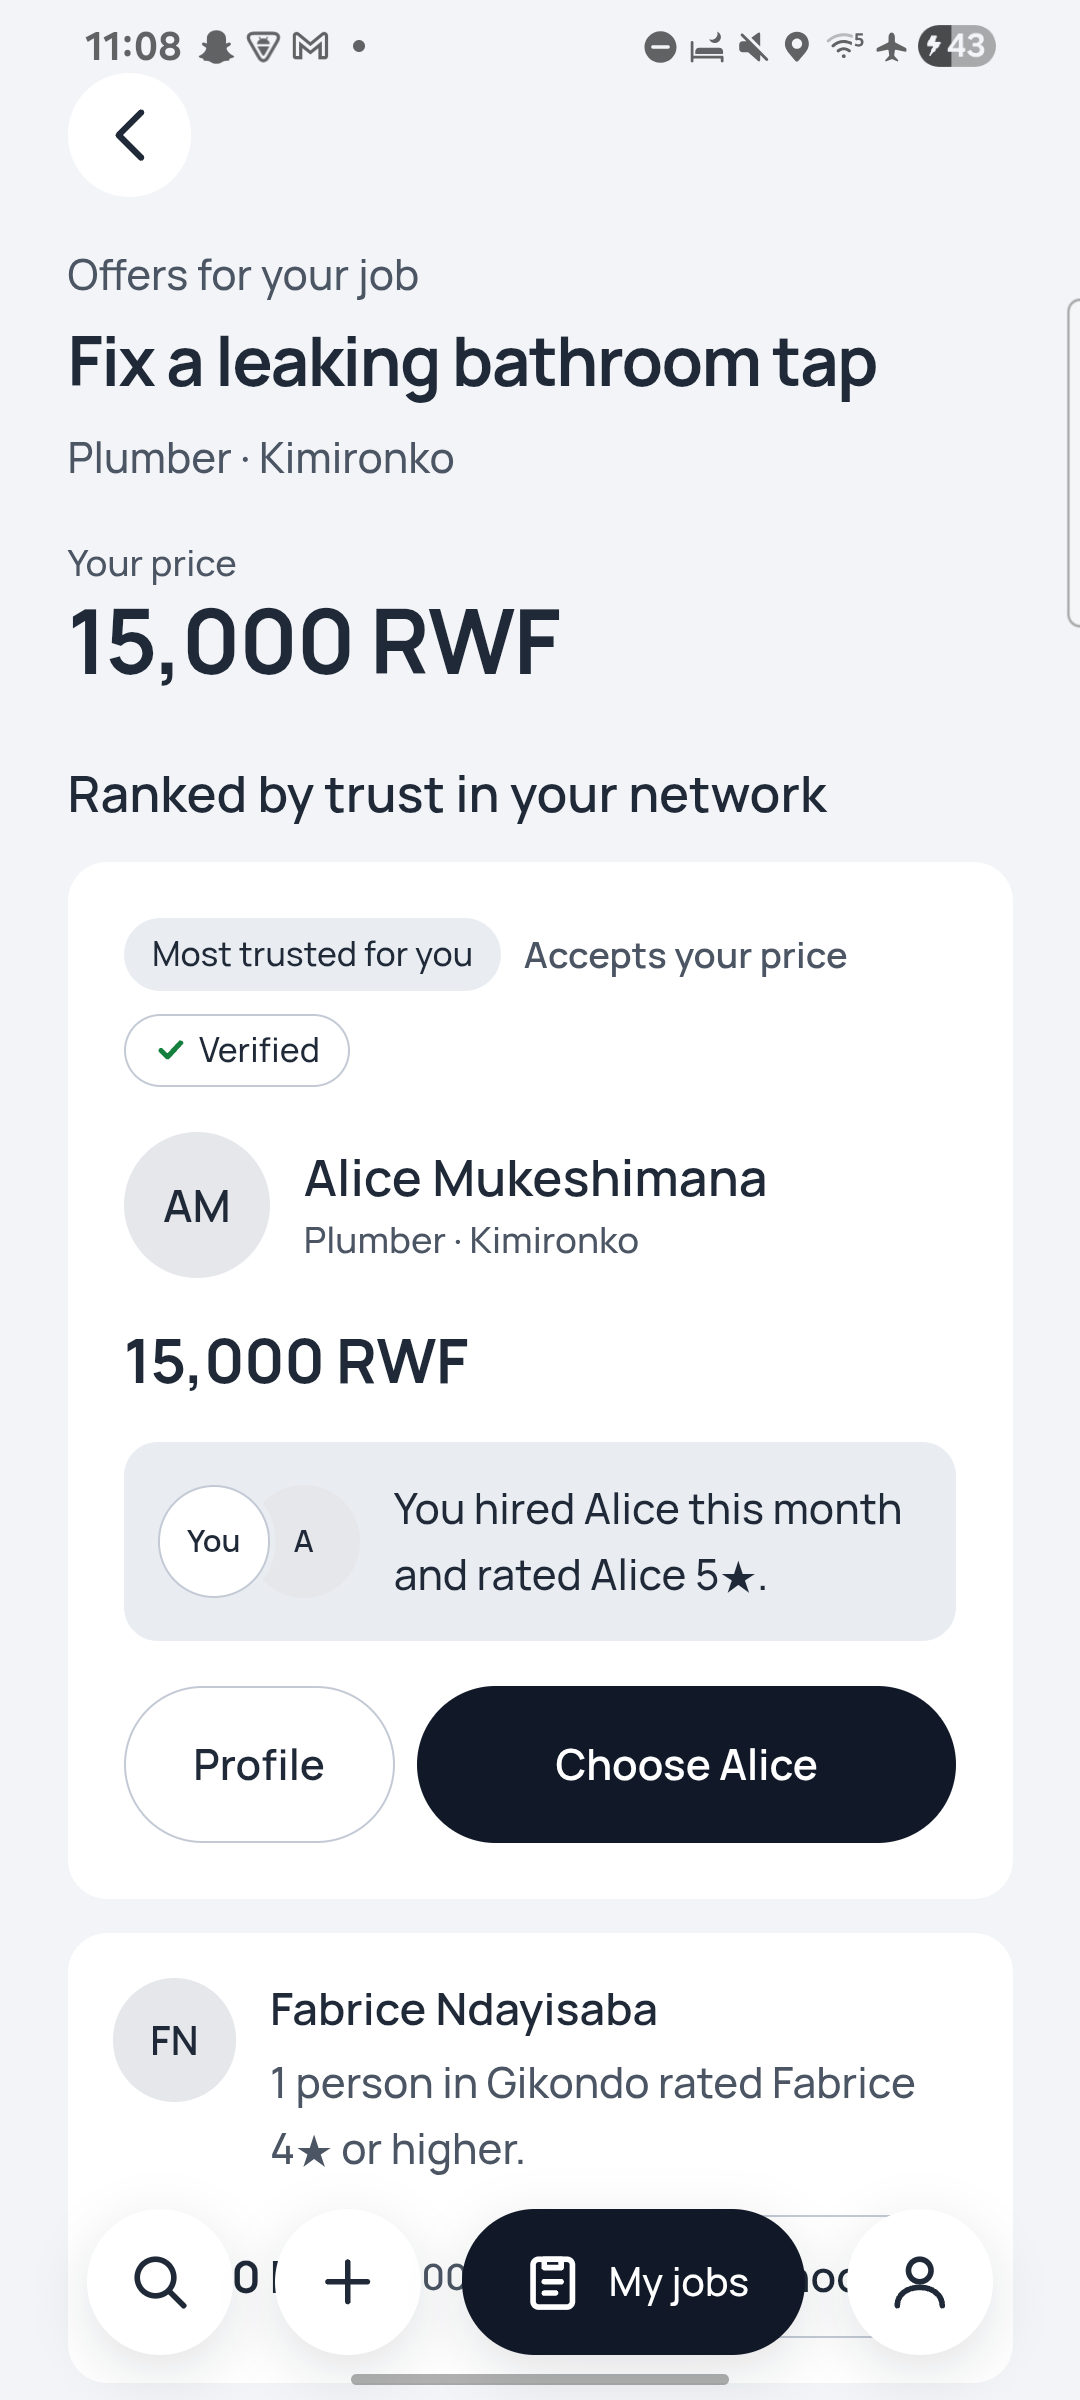 11:08
5
43
Offers for your job
Fix a leaking bathroom tap
Plumber · Kimironko
Your price
15,000 RWF
Ranked by trust in your network
Most trusted for you
Accepts your price
Verified
AM
Alice Mukeshimana
Plumber · Kimironko
15,000 RWF
You
A
You hired Alice this month
and rated Alice 5★.
Profile
Choose Alice
FN
Fabrice Ndayisaba
1 person in Gikondo rated Fabrice
4★ or higher.
My jobs